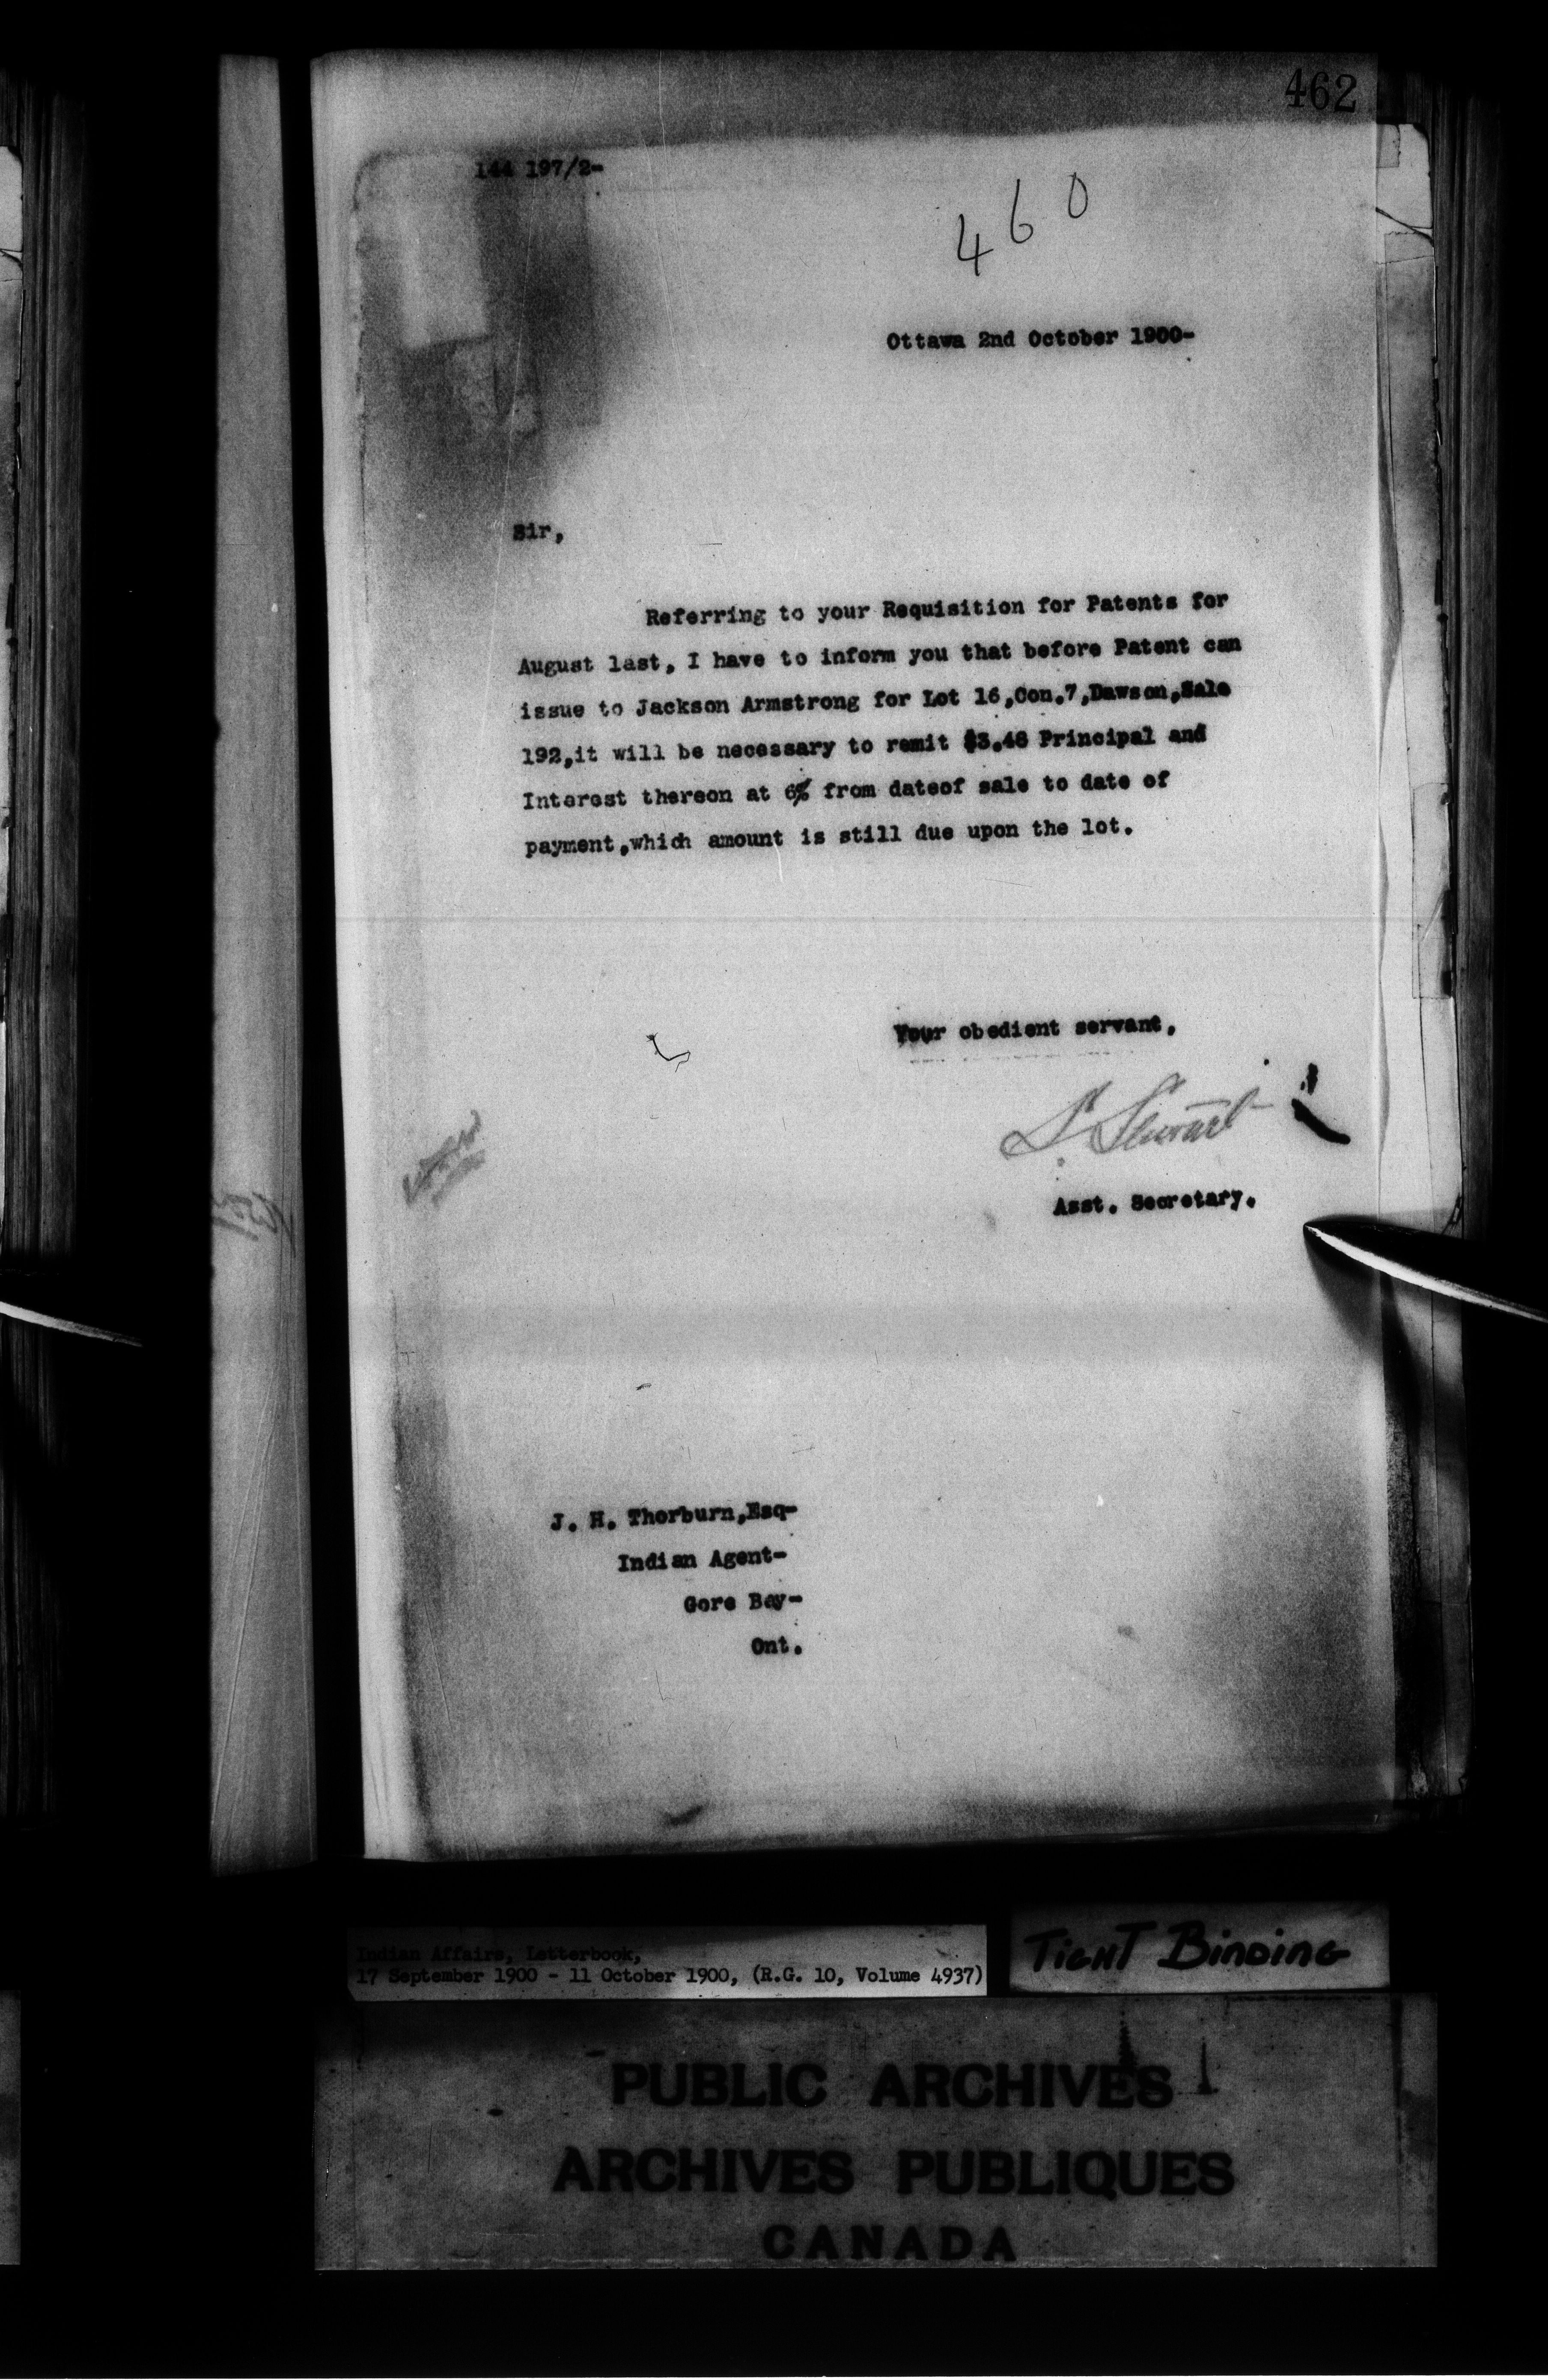 462
144 197/2-
460
Ottawa 2nd October 1900-
Sir,
Referring to your Requisition for Patents for
August last, I have to inform you that before Patent can
issue to Jackson Armstrong for Lot 16,Con.7,Dawson,Sale
192,it will be necessary to remit $3.48 Principal and
Interest thereon at 6% from dateof sale to date of
payment,which amount is still due upon the lot.
Your obedient servant,
S. Stewart
Asst. Secretary.
J. H. Thorburn,Esq-
Indian Agent-
Gore Bay-
Ont.
Indian Affairs, Letterbook,
17 September 1900 - 11 October 1900, (R.G. 10, Volume 4937)
TIGHT BINDING
PUBLIC ARCHIVES
ARCHIVES PUBLIQUES
CANADA